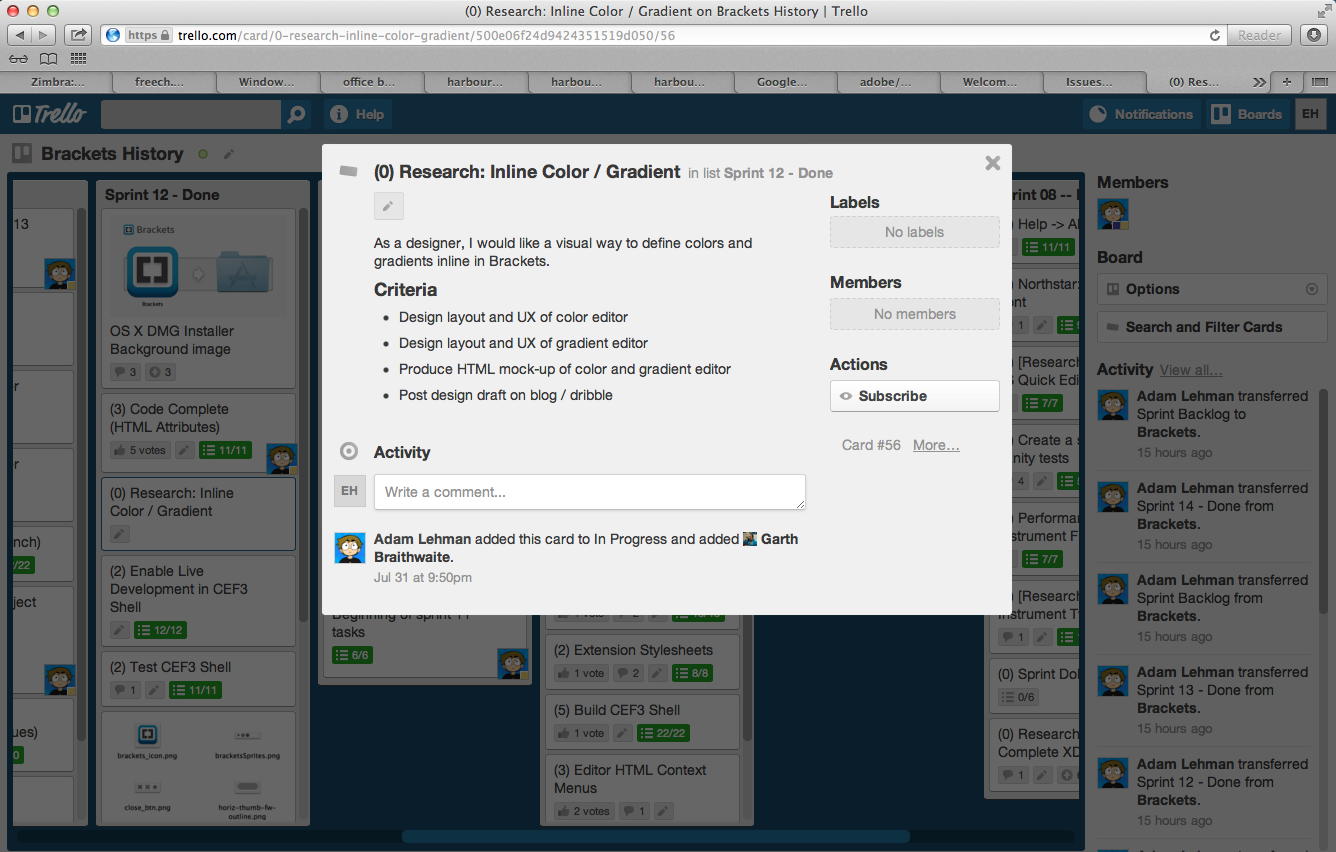 (0) Research: Inline Color / Gradient on Brackets History | Trello
https trello.com/card/0-research-inline-color-gradient/500e06f24d9424351519d050/56
Reader
Zimbra:... freech.... Window... office b... harbour... harbou... harbou... Google... adobe/... Welcom... Issues... (0) Res...
Trello Help Notifications Boards EH
Brackets History
13
r
r
nch)
/22
ject
ues)
0
Sprint 12 - Done
Brackets
Brackets
OS X DMG Installer
Background image
3 3
(3) Code Complete
(HTML Attributes)
5 votes 11/11
(0) Research: Inline
Color / Gradient
(2) Enable Live
Development in CEF3
Shell
12/12
(2) Test CEF3 Shell
1 11/11
brackets_icon.png bracketsSprites.png
close_btn.png horiz-thumb-fw-
outline.png
(0) Research: Inline Color / Gradient in list Sprint 12 - Done
As a designer, I would like a visual way to define colors and
gradients inline in Brackets.
Criteria
• Design layout and UX of color editor
• Design layout and UX of gradient editor
• Produce HTML mock-up of color and gradient editor
• Post design draft on blog / dribble
Activity
EH Write a comment...
Adam Lehman added this card to In Progress and added Garth
Braithwaite.
Jul 31 at 9:50pm
Labels
No labels
Members
No members
Actions
Subscribe
Card #56 More...
Beginning of sprint 11
tasks
6/6
1 vote 2
(2) Extension Stylesheets
1 vote 2 8/8
(5) Build CEF3 Shell
1 vote 22/22
(3) Editor HTML Context
Menus
2 votes 1
rint 08 --
) Help -> A
11/11
) Northstar:
ont
1
) [Research
S Quick Edi
7/7
) Create a s
nity tests
4
) Performan
strument F
7/7
) [Research
Instrument T
1
(0) Sprint Do
0/6
(0) Research
Complete XD
1
Members
Board
Options
Search and Filter Cards
Activity View all...
Adam Lehman transferred
Sprint Backlog to
Brackets.
15 hours ago
Adam Lehman transferred
Sprint 14 - Done from
Brackets.
15 hours ago
Adam Lehman transferred
Sprint Backlog from
Brackets.
15 hours ago
Adam Lehman transferred
Sprint 13 - Done from
Brackets.
15 hours ago
Adam Lehman transferred
Sprint 12 - Done from
Brackets.
15 hours ago
Adam Lehman transferred